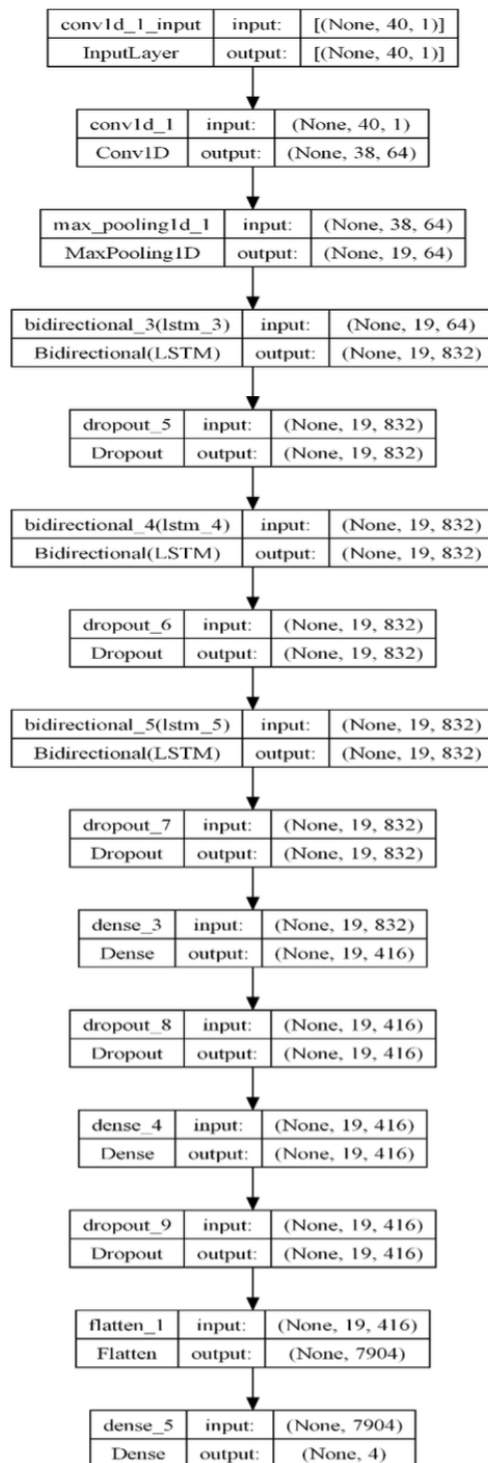 conv1d_1_input input: [(None, 40, 1)]
InputLayer output: [(None, 40, 1)]
conv1d_1 input: (None, 40, 1)
Conv1D output: (None, 38, 64)
max_pooling1d_1 input: (None, 38, 64)
MaxPooling1D output: (None, 19, 64)
bidirectional_3(lstm_3) input: (None, 19, 64)
Bidirectional(LSTM) output: (None, 19, 832)
dropout_5 input: (None, 19, 832)
Dropout output: (None, 19, 832)
bidirectional_4(lstm_4) input: (None, 19, 832)
Bidirectional(LSTM) output: (None, 19, 832)
dropout_6 input: (None, 19, 832)
Dropout output: (None, 19, 832)
bidirectional_5(lstm_5) input: (None, 19, 832)
Bidirectional(LSTM) output: (None, 19, 832)
dropout_7 input: (None, 19, 832)
Dropout output: (None, 19, 832)
dense_3 input: (None, 19, 832)
Dense output: (None, 19, 416)
dropout_8 input: (None, 19, 416)
Dropout output: (None, 19, 416)
dense_4 input: (None, 19, 416)
Dense output: (None, 19, 416)
dropout_9 input: (None, 19, 416)
Dropout output: (None, 19, 416)
flatten_1 input: (None, 19, 416)
Flatten output: (None, 7904)
dense_5 input: (None, 7904)
Dense output: (None, 4)